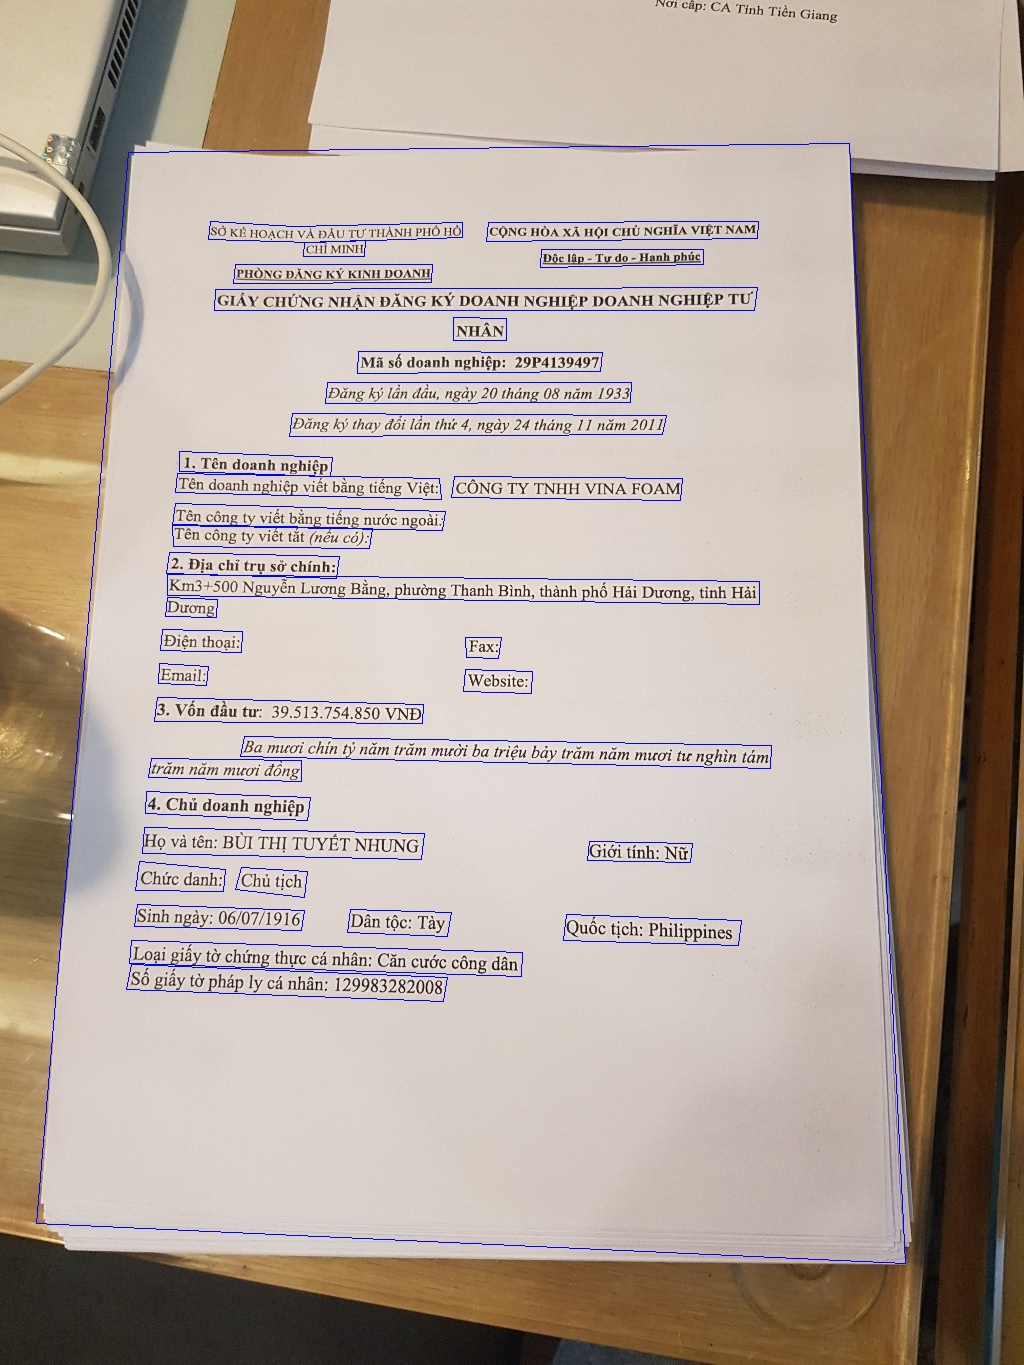 Nơi cấp: CA Tỉnh Tiền Giang
SỞ KẾ HOẠCH VÀ ĐẦU TƯ THÀNH PHỐ HỒ CHÍ MINH
CỘNG HÒA XÃ HỘI CHỦ NGHĨA VIỆT NAM
Độc lập - Tự do - Hạnh phúc
PHÒNG ĐĂNG KÝ KINH DOANH
GIẤY CHỨNG NHẬN ĐĂNG KÝ DOANH NGHIỆP DOANH NGHIỆP TƯ
NHÂN
Mã số doanh nghiệp: 29P4139497
Đăng ký lần đầu, ngày 20 tháng 08 năm 1933
Đăng ký thay đổi lần thứ 4, ngày 24 tháng 11 năm 2011
1. Tên doanh nghiệp
Tên doanh nghiệp viết bằng tiếng Việt: CÔNG TY TNHH VINA FOAM
Tên công ty viết bằng tiếng nước ngoài:
Tên công ty viết tắt (nếu có):
2. Địa chỉ trụ sở chính:
Km3+500 Nguyễn Lương Bằng, phường Thanh Bình, thành phố Hải Dương, tỉnh Hải
Dương
Điện thoại: Fax:
Email: Website:
3. Vốn đầu tư: 39.513.754.850 VNĐ
Ba mươi chín tỷ năm trăm mười ba triệu bảy trăm năm mươi tư nghìn tám
trăm năm mươi đồng
4. Chủ doanh nghiệp
Họ và tên: BÙI THỊ TUYẾT NHUNG Giới tính: Nữ
Chức danh: Chủ tịch
Sinh ngày: 06/07/1916 Dân tộc: Tày Quốc tịch: Philippines
Loại giấy tờ chứng thực cá nhân: Căn cước công dân
Số giấy tờ pháp lý cá nhân: 129983282008